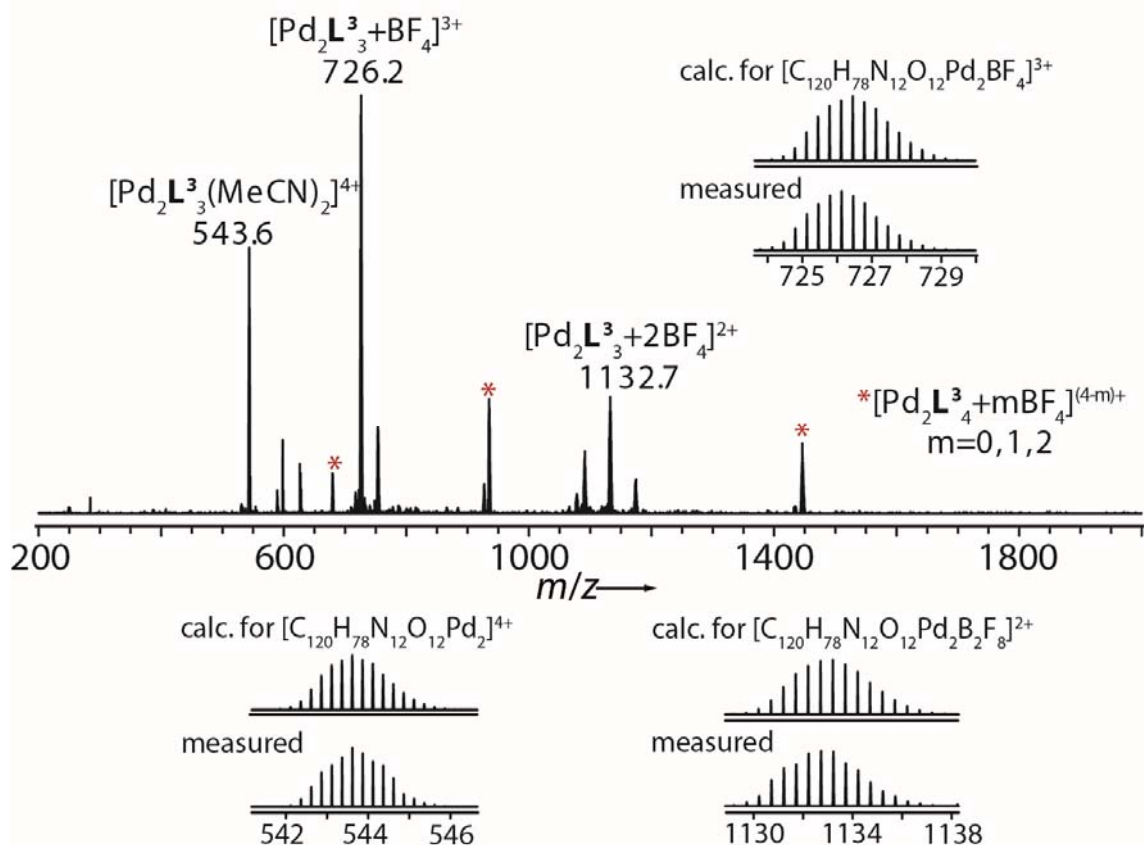 [Pd₂L³₃+BF₄]³⁺
726.2
calc. for [C₁₂₀H₇₈N₁₂O₁₂Pd₂BF₄]³⁺
measured
725 727 729
[Pd₂L³₃(MeCN)₂]⁴⁺
543.6
[Pd₂L³₃+2BF₄]²⁺
1132.7
*
*
*
*[Pd₂L³₄+mBF₄]⁽⁴⁻ᵐ⁾⁺
m=0,1,2
200 600 1000 1400 1800
m/z
calc. for [C₁₂₀H₇₈N₁₂O₁₂Pd₂]⁴⁺
measured
542 544 546
calc. for [C₁₂₀H₇₈N₁₂O₁₂Pd₂B₂F₈]²⁺
measured
1130 1134 1138